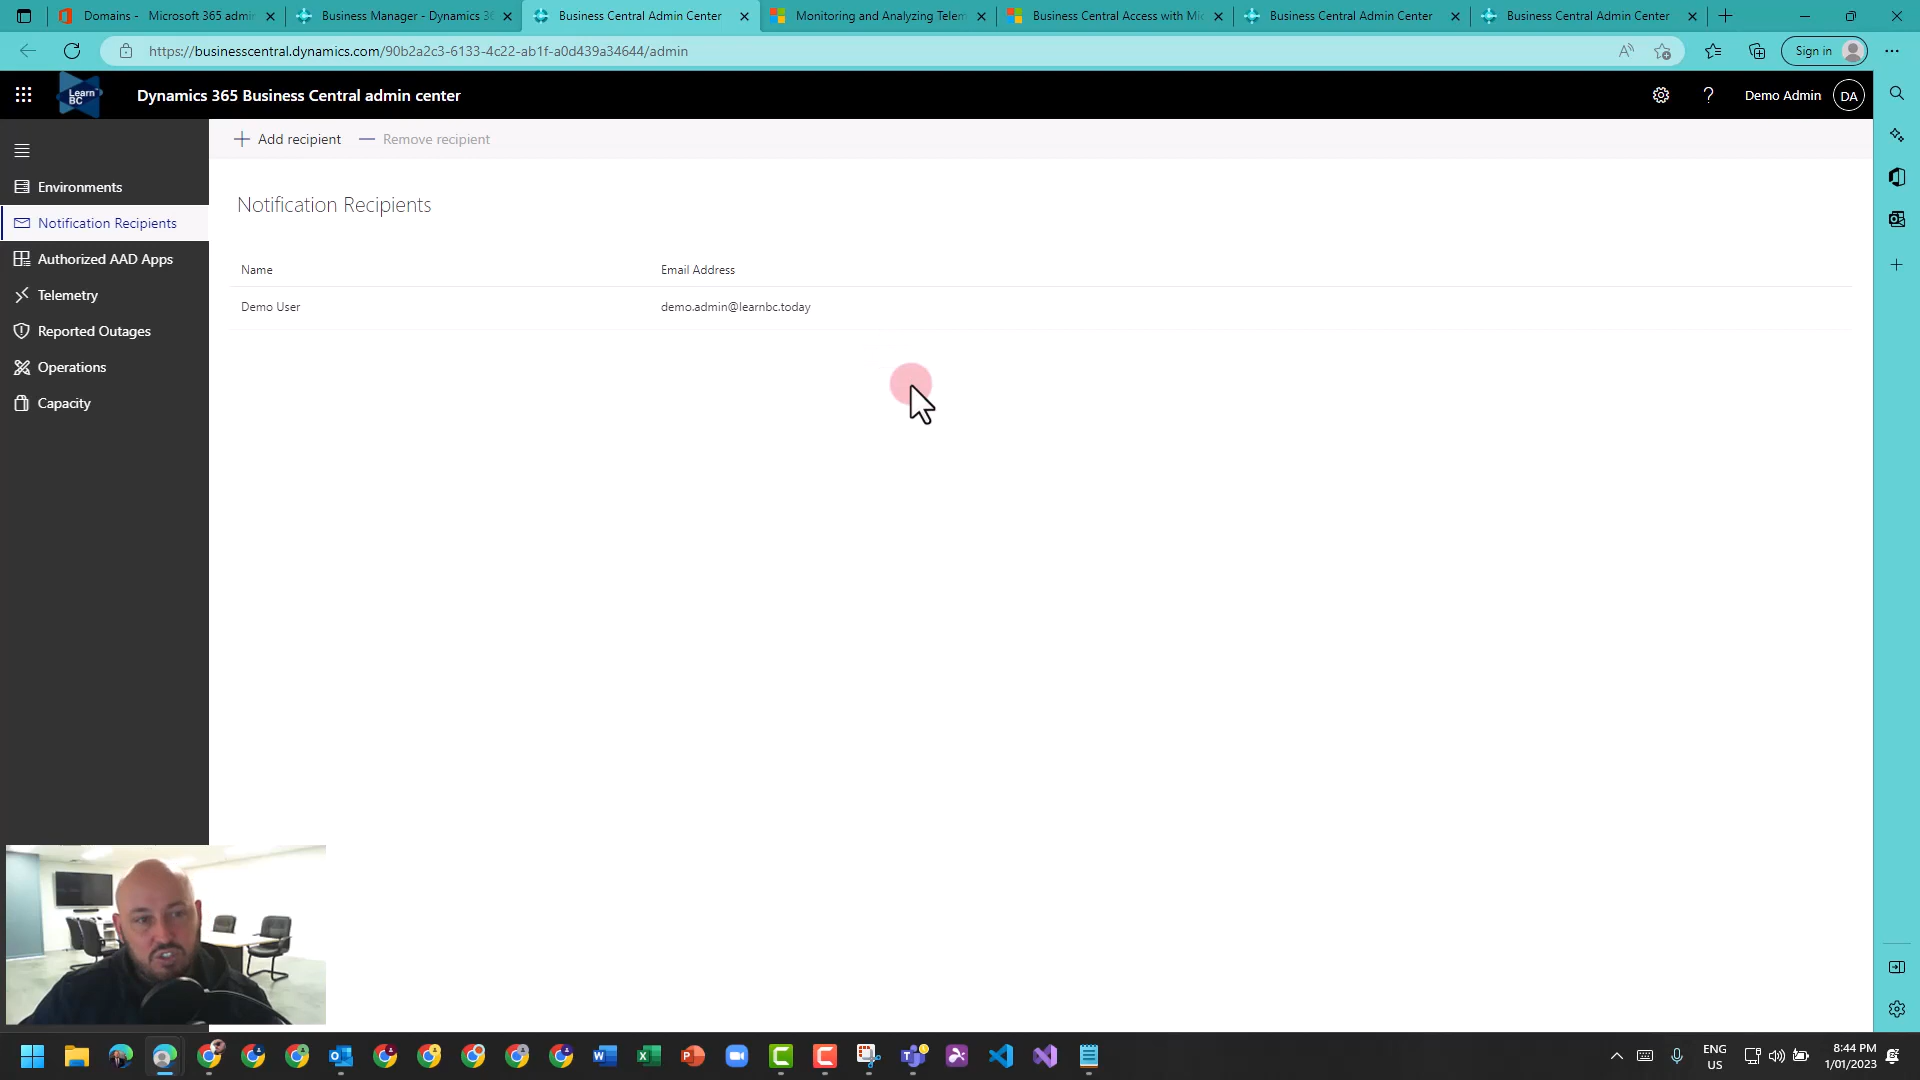 Domains - Microsoft 365 admin
Business Manager - Dynamics 36
Business Central Admin Center
Monitoring and Analyzing Telem
Business Central Access with Mic
Business Central Admin Center
Business Central Admin Center
https://businesscentral.dynamics.com/90b2a2c3-6133-4c22-ab1f-a0d439a34644/admin
Sign in
Learn BC
Dynamics 365 Business Central admin center
Demo Admin
DA
Add recipient
Remove recipient
Environments
Notification Recipients
Authorized AAD Apps
Telemetry
Reported Outages
Operations
Capacity
Notification Recipients
Name
Email Address
Demo User
demo.admin@learnbc.today
ENG
US
8:44 PM
1/01/2023